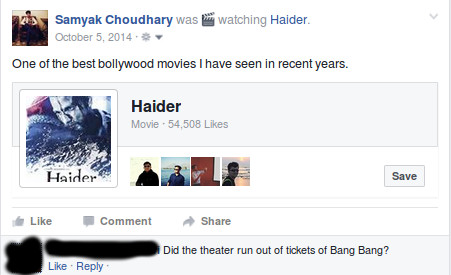 Samyak Choudhary was watching Haider.
October 5, 2014 ·
One of the best bollywood movies I have seen in recent years.
Haider
Haider
Movie · 54,508 Likes
Save
Like Comment Share
Did the theater run out of tickets of Bang Bang?
Like · Reply ·